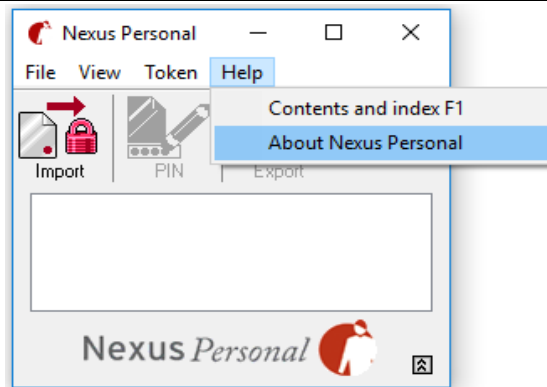 Nexus Personal
File View Token Help
Contents and index F1
About Nexus Personal
Import PIN Export
Nexus Personal